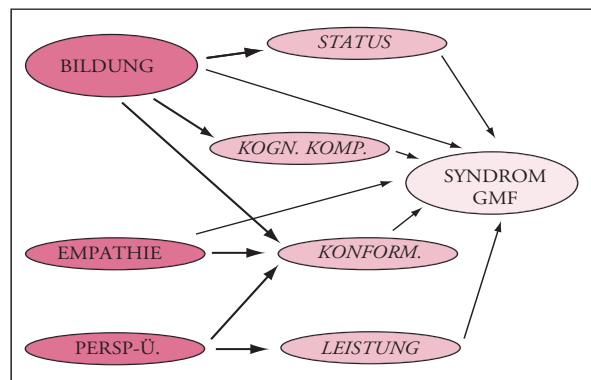 STATUS
BILDUNG
KOGN. KOMP.
SYNDROM
GMF
EMPATHIE
KONFORM.
PERSP-Ü.
LEISTUNG